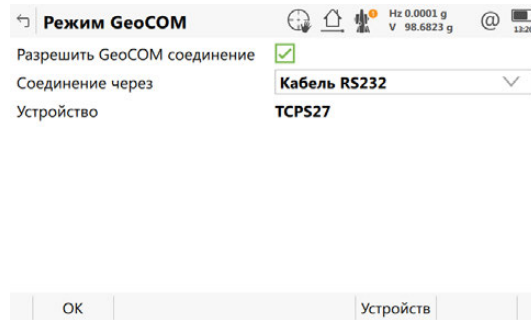 Режим GeoCOM
Hz 0.0001 g
V 98.6823 g
@
Разрешить GeoCOM соединение
Соединение через Кабель RS232
Устройство TCPS27
OK Устройств